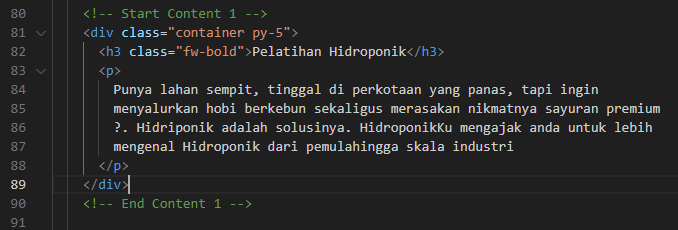 80 <!-- Start Content 1 -->
81 <div class="container py-5">
82 <h3 class="fw-bold">Pelatihan Hidroponik</h3>
83 <p>
84 Punya lahan sempit, tinggal di perkotaan yang panas, tapi ingin
85 menyalurkan hobi berkebun sekaligus merasakan nikmatnya sayuran premium
86 ?. Hidriponik adalah solusinya. HidroponikKu mengajak anda untuk lebih
87 mengenal Hidroponik dari pemulahingga skala industri
88 </p>
89 </div>
90 <!-- End Content 1 -->
91